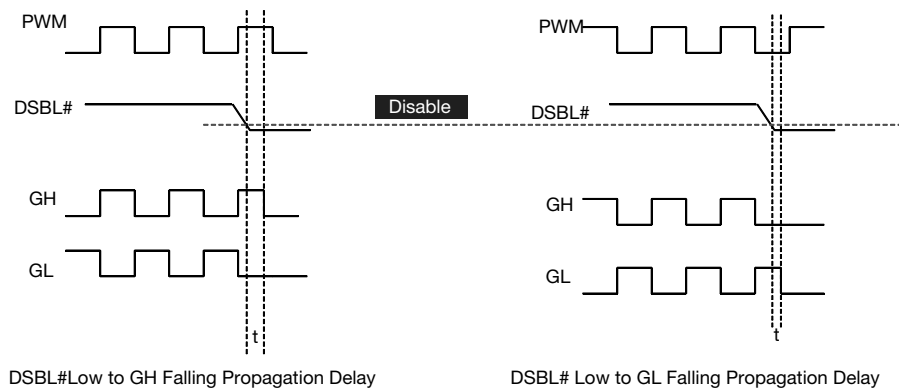 PWM
DSBL#
GH
GL
t
DSBL#Low to GH Falling Propagation Delay
Disable
PWM
DSBL#
GH
GL
t
DSBL# Low to GL Falling Propagation Delay